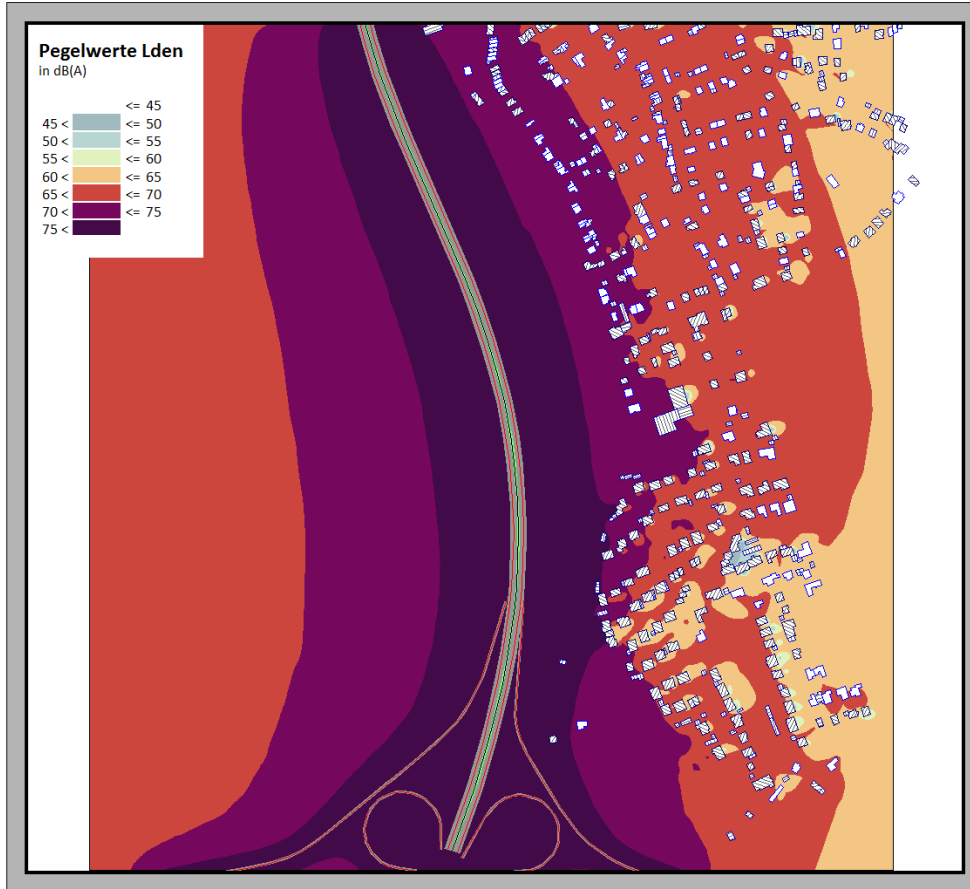 Pegelwerte Lden
in dB(A)
<= 45
45 < <= 50
50 < <= 55
55 < <= 60
60 < <= 65
65 < <= 70
70 < <= 75
75 <